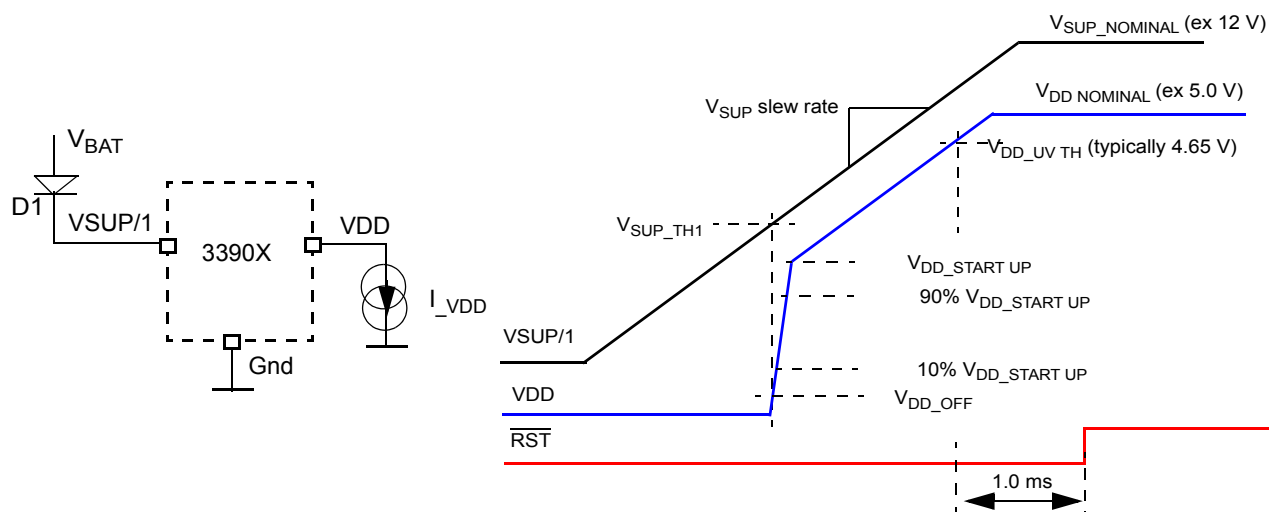 V_BAT
D1
VSUP/1
3390X
VDD
I_VDD
Gnd
V_SUP_NOMINAL (ex 12 V)
V_SUP slew rate
V_DD NOMINAL (ex 5.0 V)
V_DD_UV TH (typically 4.65 V)
V_SUP_TH1
V_DD_START UP
90% V_DD_START UP
VSUP/1
10% V_DD_START UP
VDD
V_DD_OFF
RST
1.0 ms